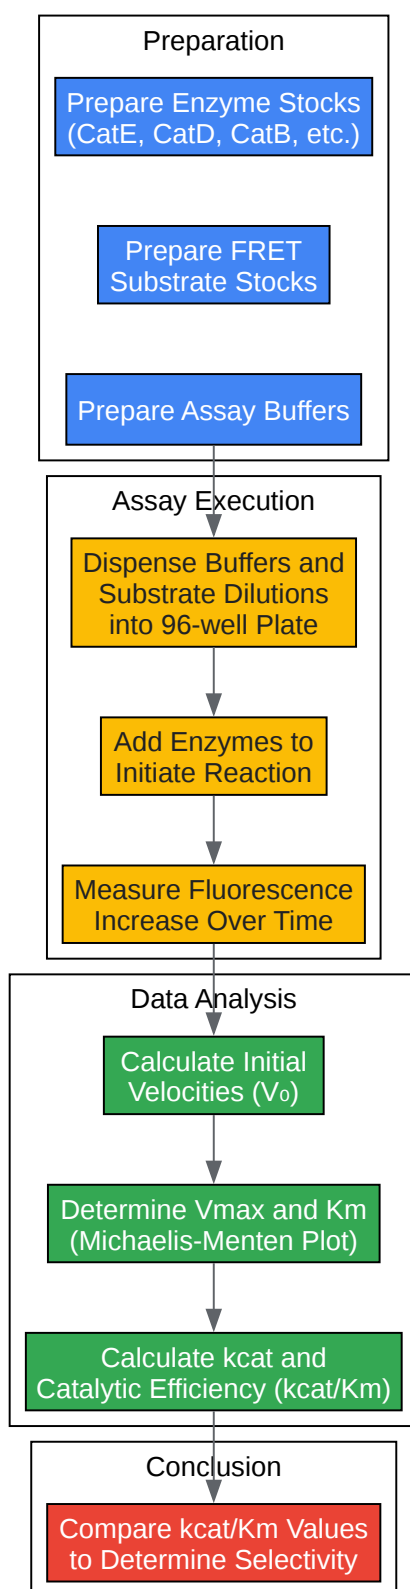 Preparation
Prepare Enzyme Stocks
(CatE, CatD, CatB, etc.)
Prepare FRET
Substrate Stocks
Prepare Assay Buffers
Assay Execution
Dispense Buffers and
Substrate Dilutions
into 96-well Plate
Add Enzymes to
Initiate Reaction
Measure Fluorescence
Increase Over Time
Data Analysis
Calculate Initial
Velocities (V₀)
Determine Vmax and Km
(Michaelis-Menten Plot)
Calculate kcat and
Catalytic Efficiency (kcat/Km)
Conclusion
Compare kcat/Km Values
to Determine Selectivity